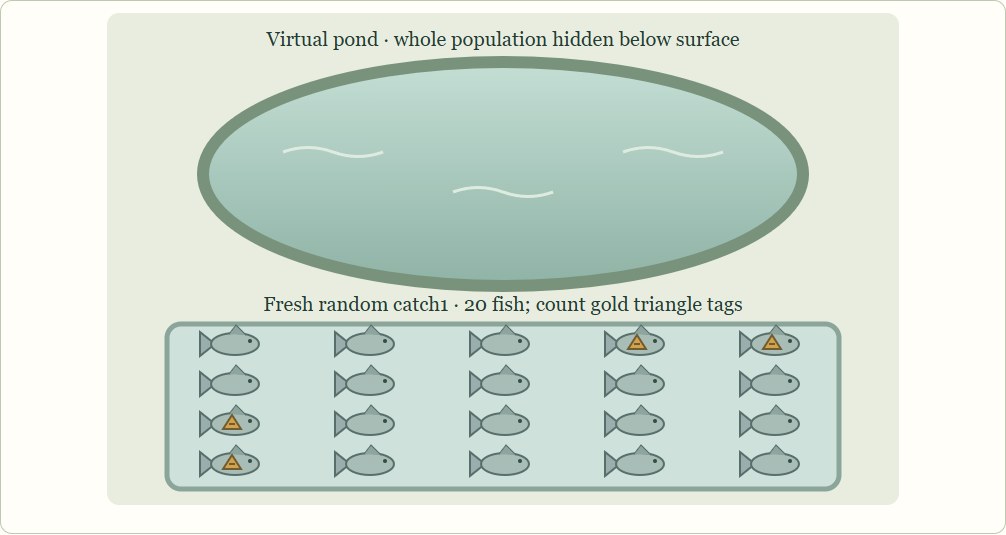 Virtual pond · whole population hidden below surface
Fresh random catch1 · 20 fish; count gold triangle tags